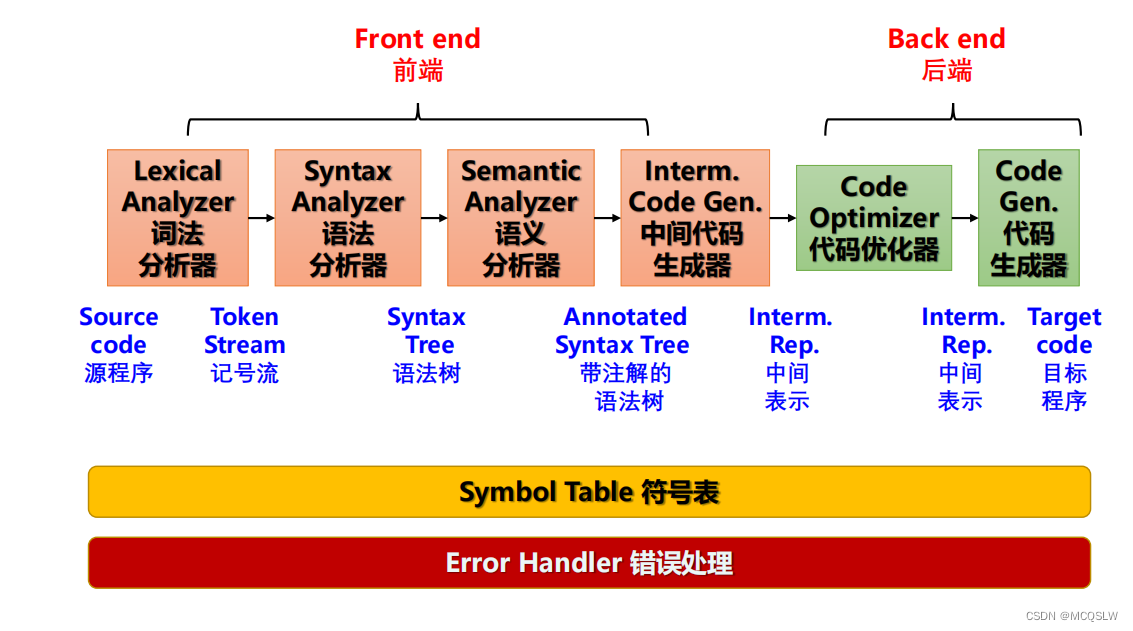 Front end
前端
Back end
后端
Lexical
Analyzer
词法
分析器
Syntax
Analyzer
语法
分析器
Semantic
Analyzer
语义
分析器
Interm.
Code Gen.
中间代码
生成器
Code
Optimizer
代码优化器
Code
Gen.
代码
生成器
Source
code
源程序
Token
Stream
记号流
Syntax
Tree
语法树
Annotated
Syntax Tree
带注解的
语法树
Interm.
Rep.
中间
表示
Interm.
Rep.
中间
表示
Target
code
目标
程序
Symbol Table 符号表
Error Handler 错误处理
CSDN @MCQSLW